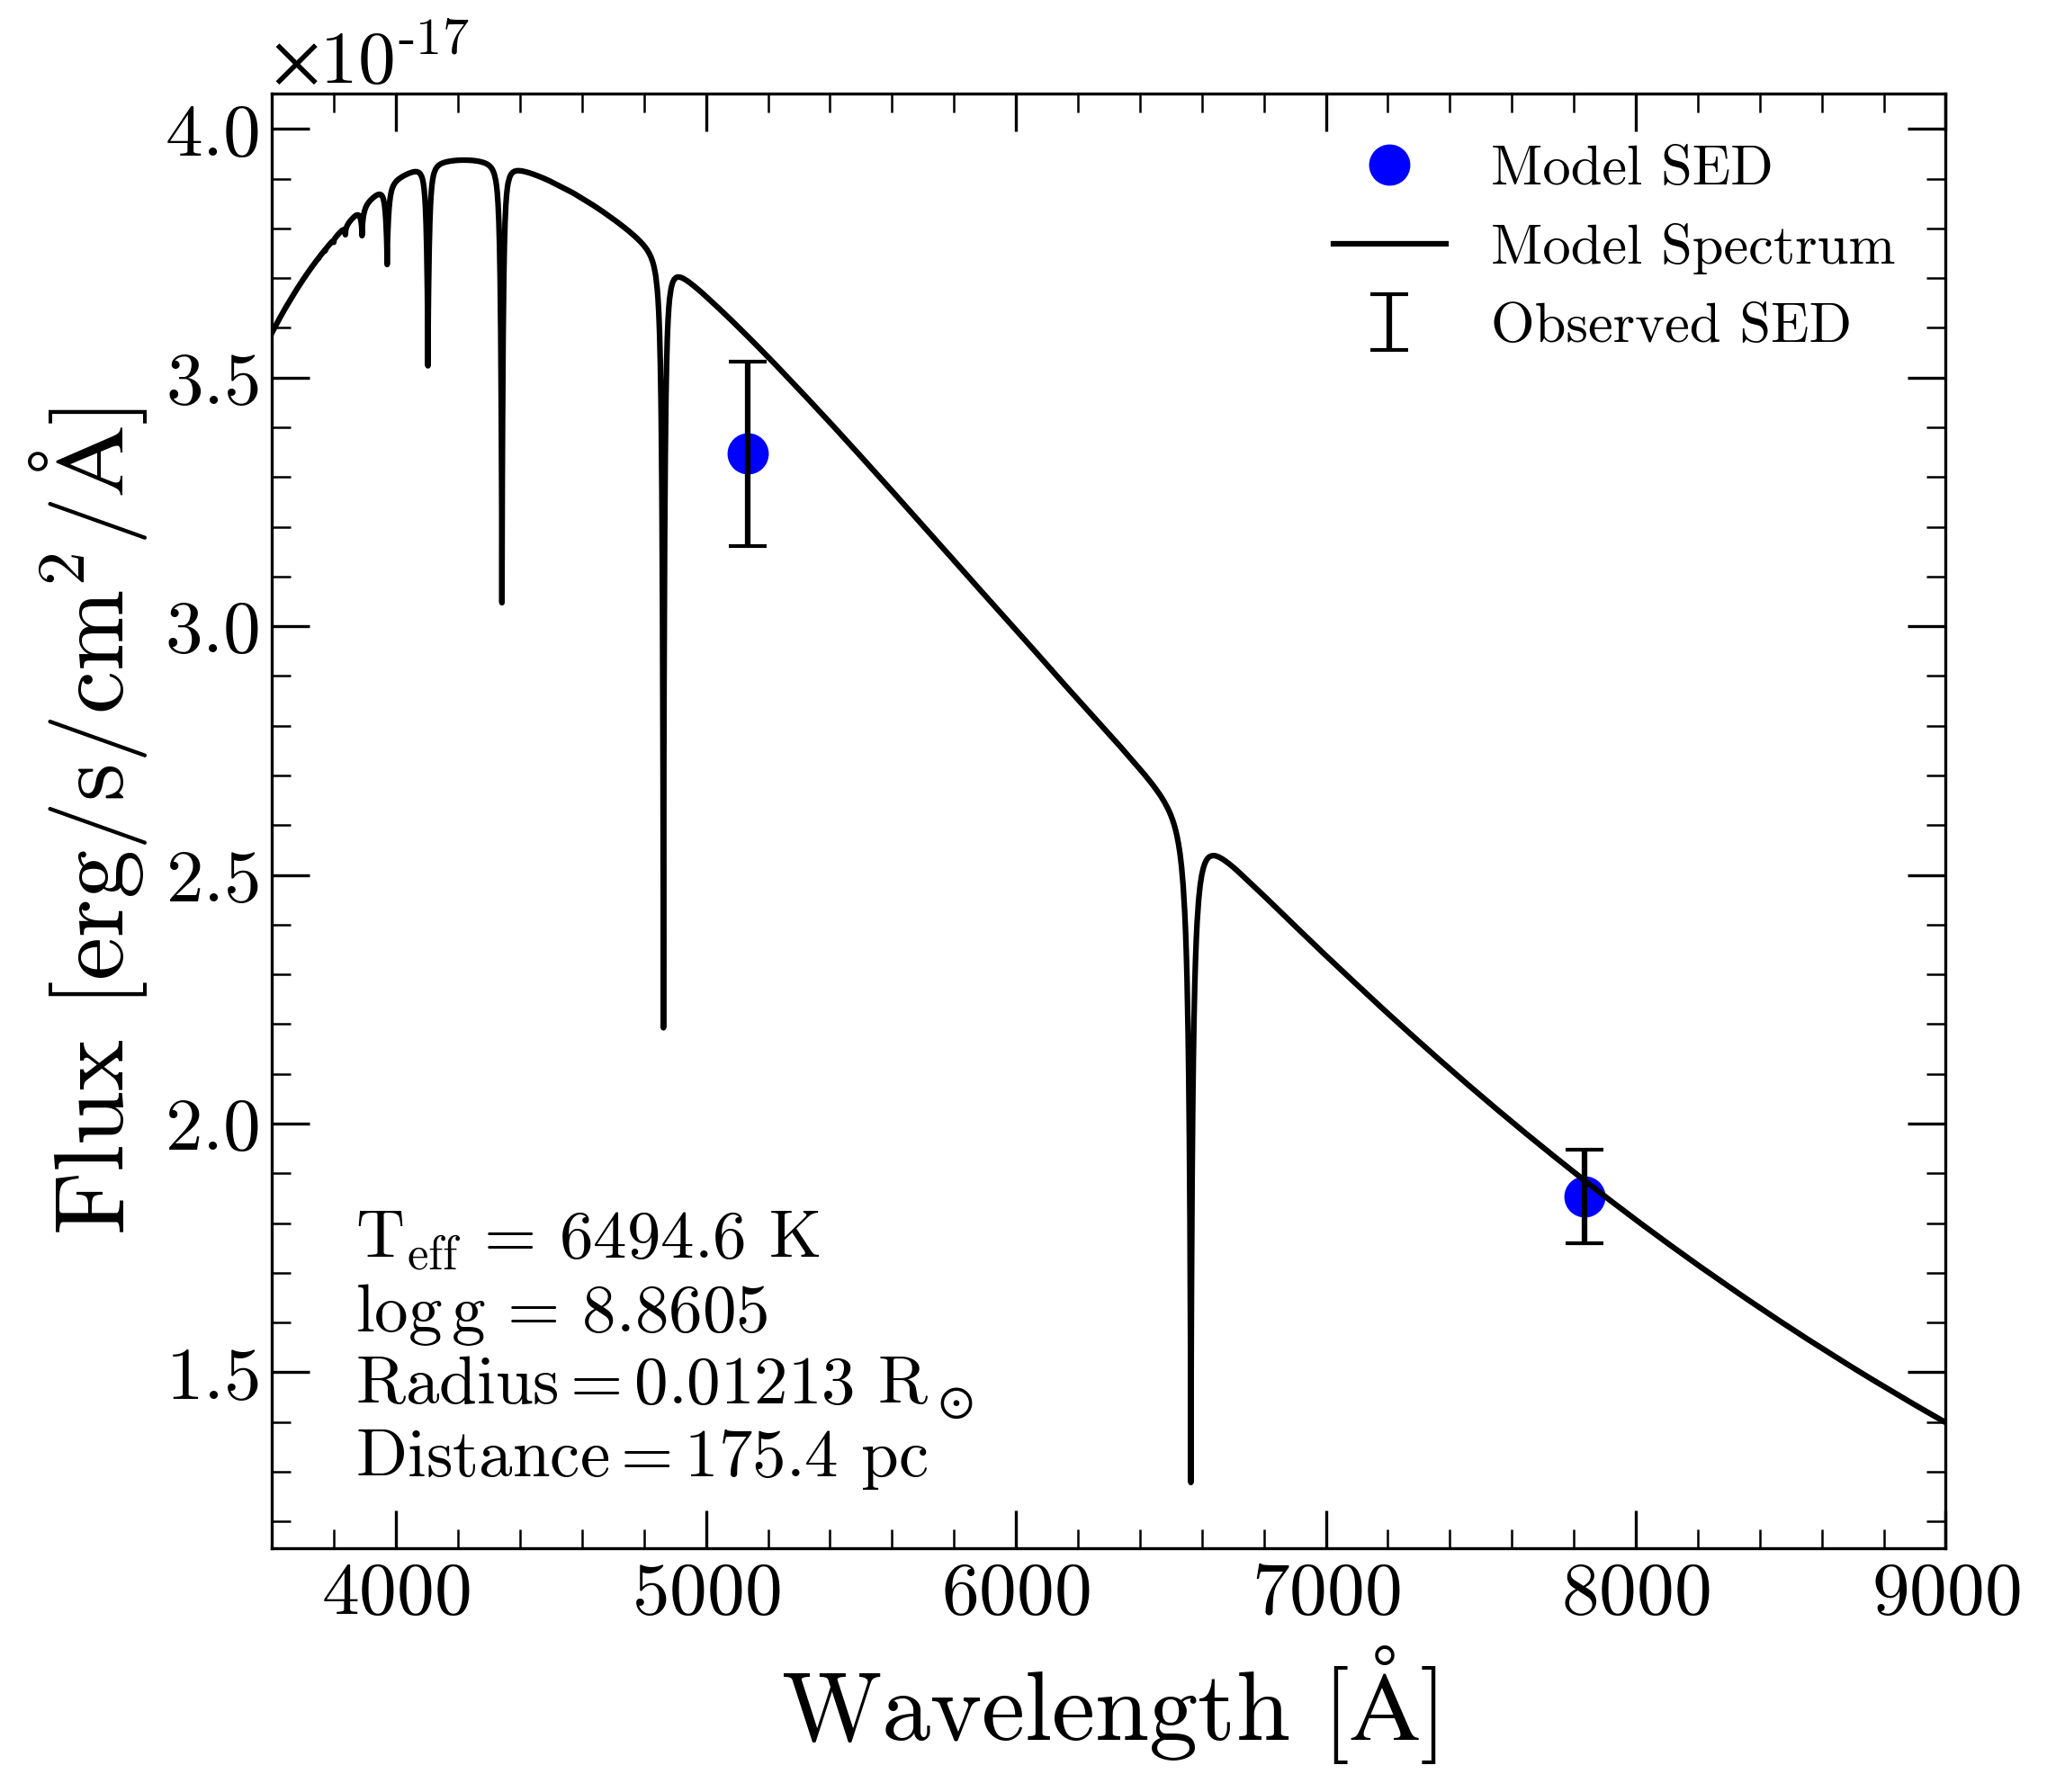 ×10⁻¹⁷
4.0
3.5
3.0
2.5
2.0
1.5
Flux [erg/s/cm²/Å]
Model SED
Model Spectrum
Observed SED
T_eff = 6494.6 K
log g = 8.8605
Radius = 0.01213 R_⊙
Distance = 175.4 pc
4000 5000 6000 7000 8000 9000
Wavelength [Å]